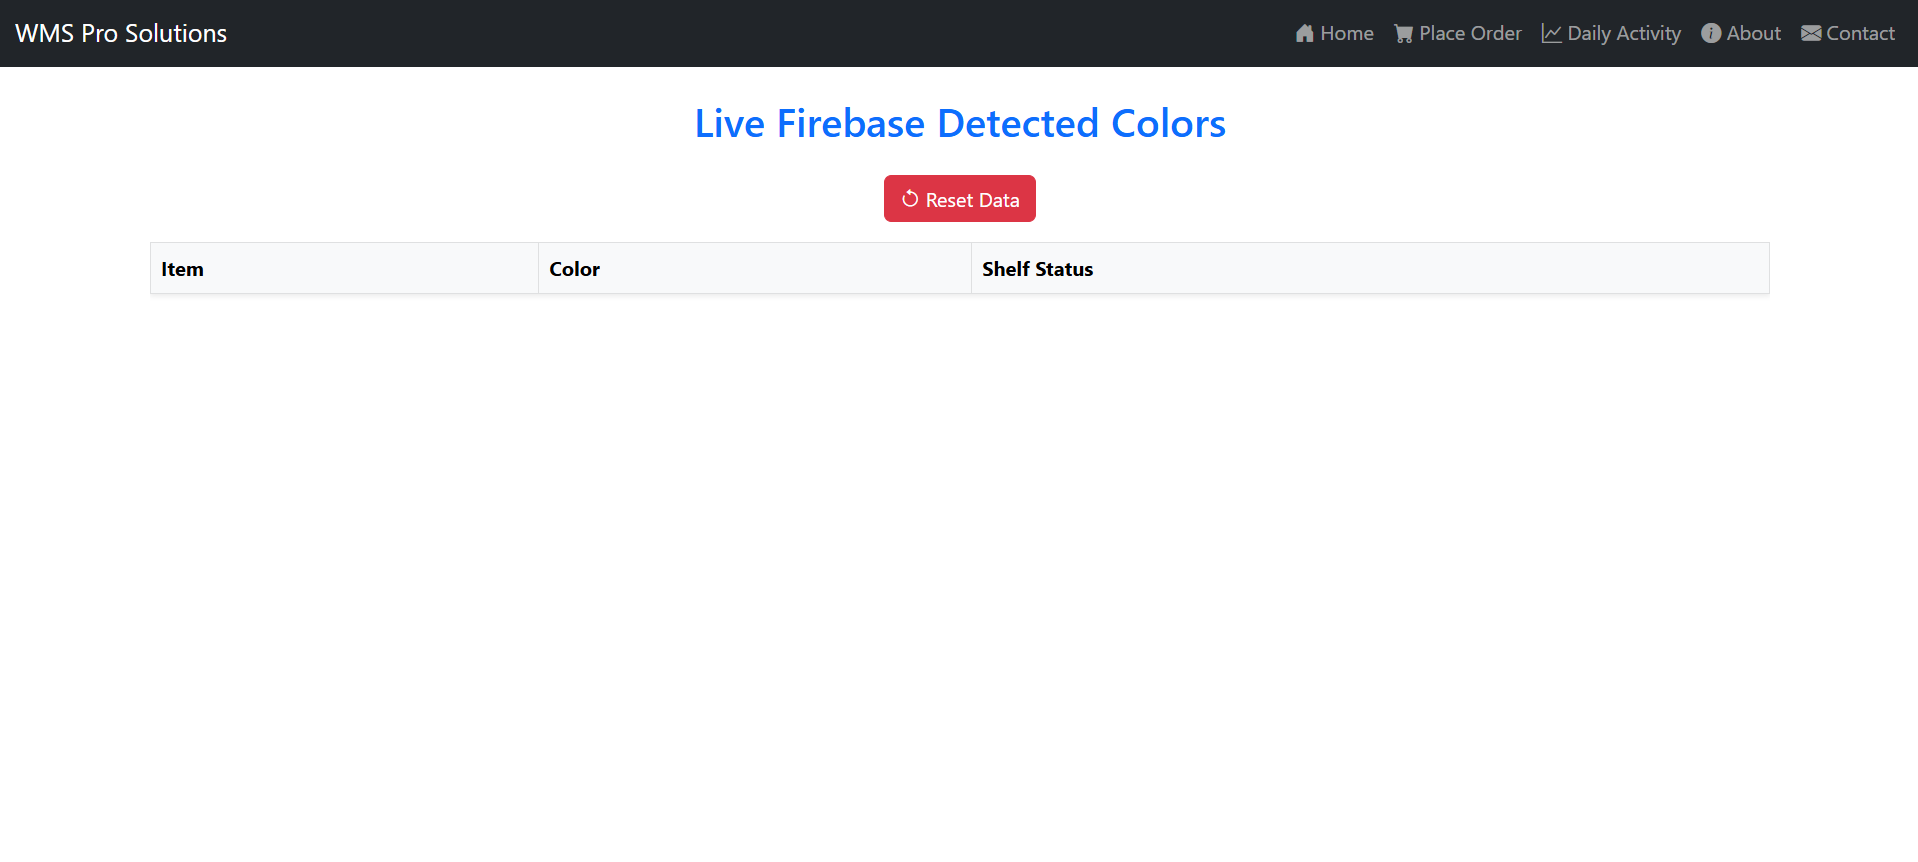 WMS Pro Solutions
Home Place Order Daily Activity About Contact
Live Firebase Detected Colors
Reset Data
Item Color Shelf Status